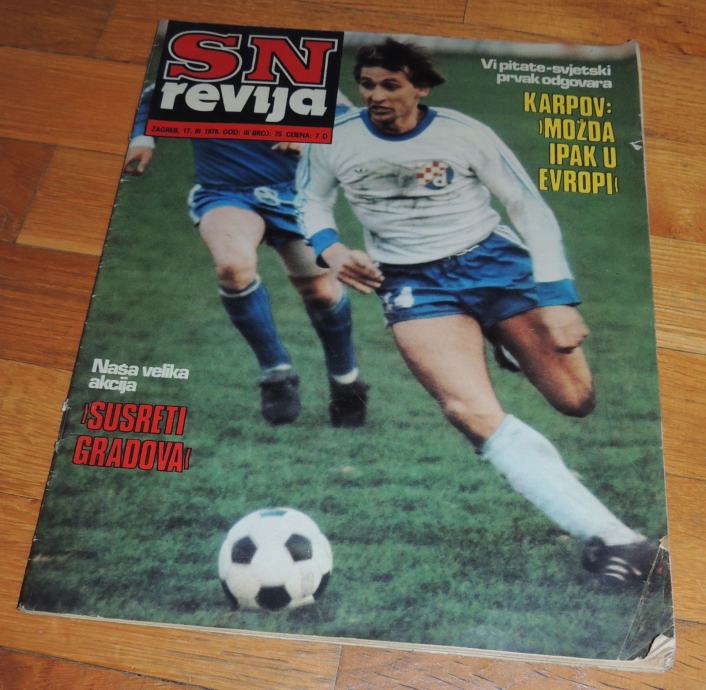 SN
revija
ZAGREB, 17. III 1978. GOD: III BROJ: 75 CIJENA: 7 D
Vi pitate-svjetski
prvak odgovara
KARPOV:
)MOŽDA
IPAK U
EVROPI(
Naša velika
akcija
)SUSRETI
GRADOVA(